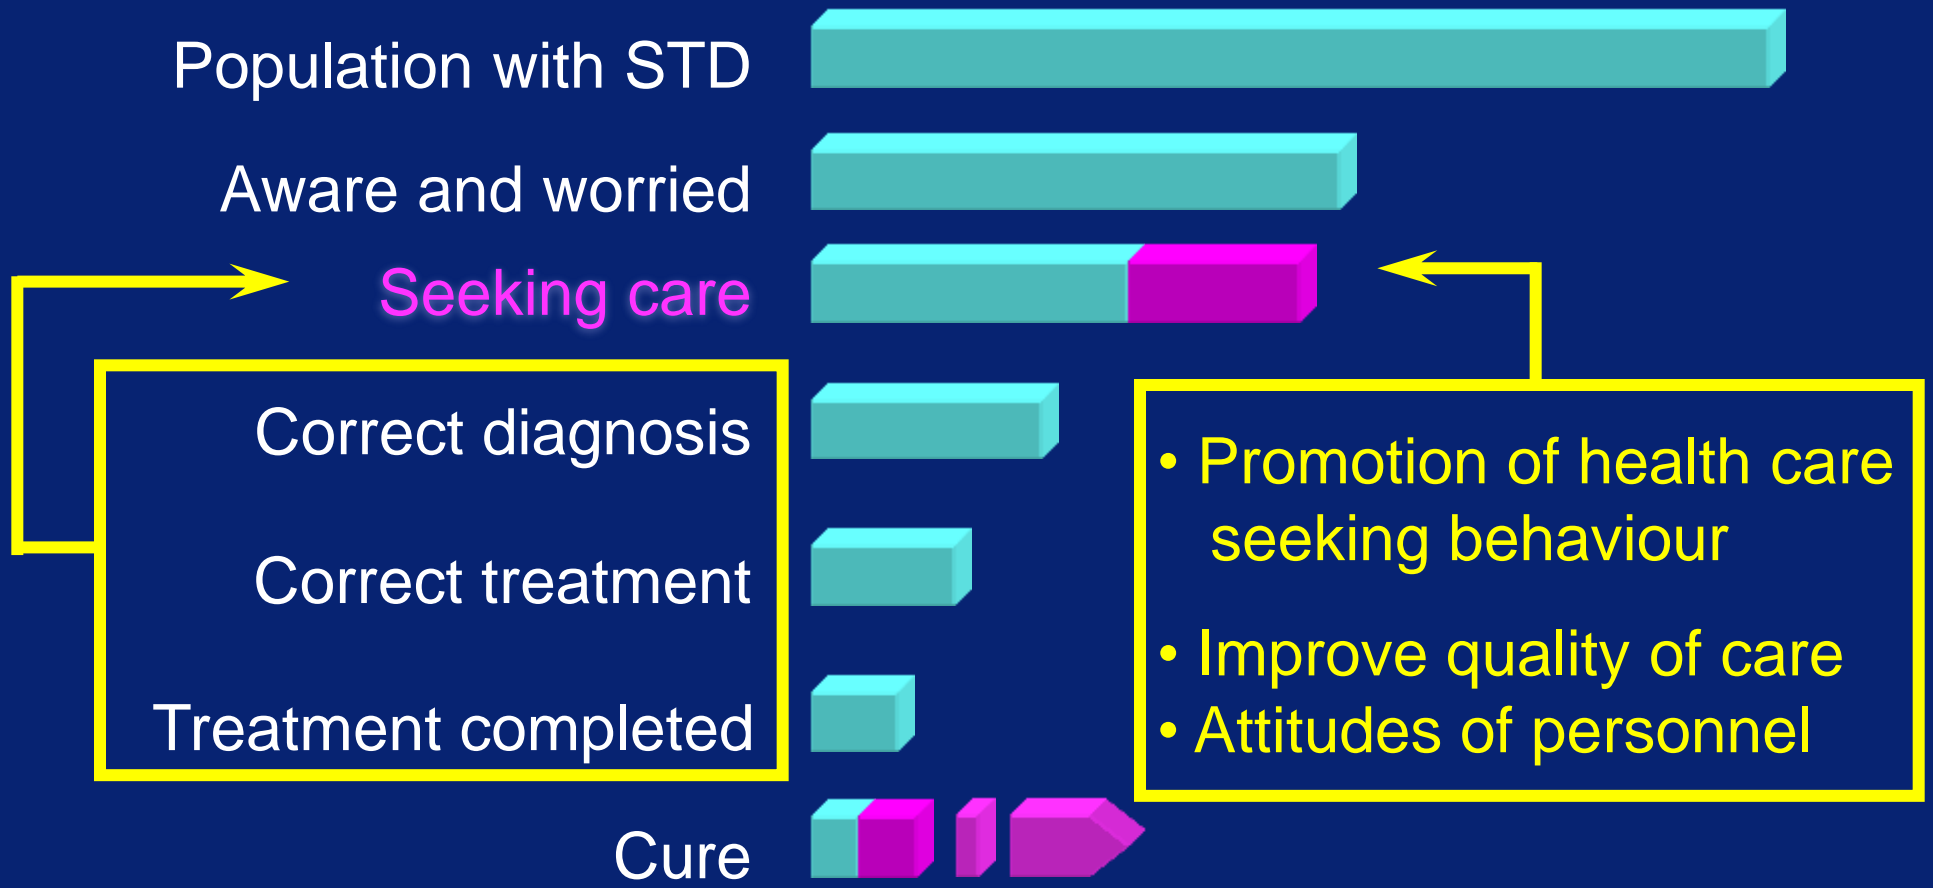 Population with STD
Aware and worried
Seeking care
Correct diagnosis
Correct treatment
Treatment completed
Cure
• Promotion of health care
seeking behaviour
• Improve quality of care
• Attitudes of personnel